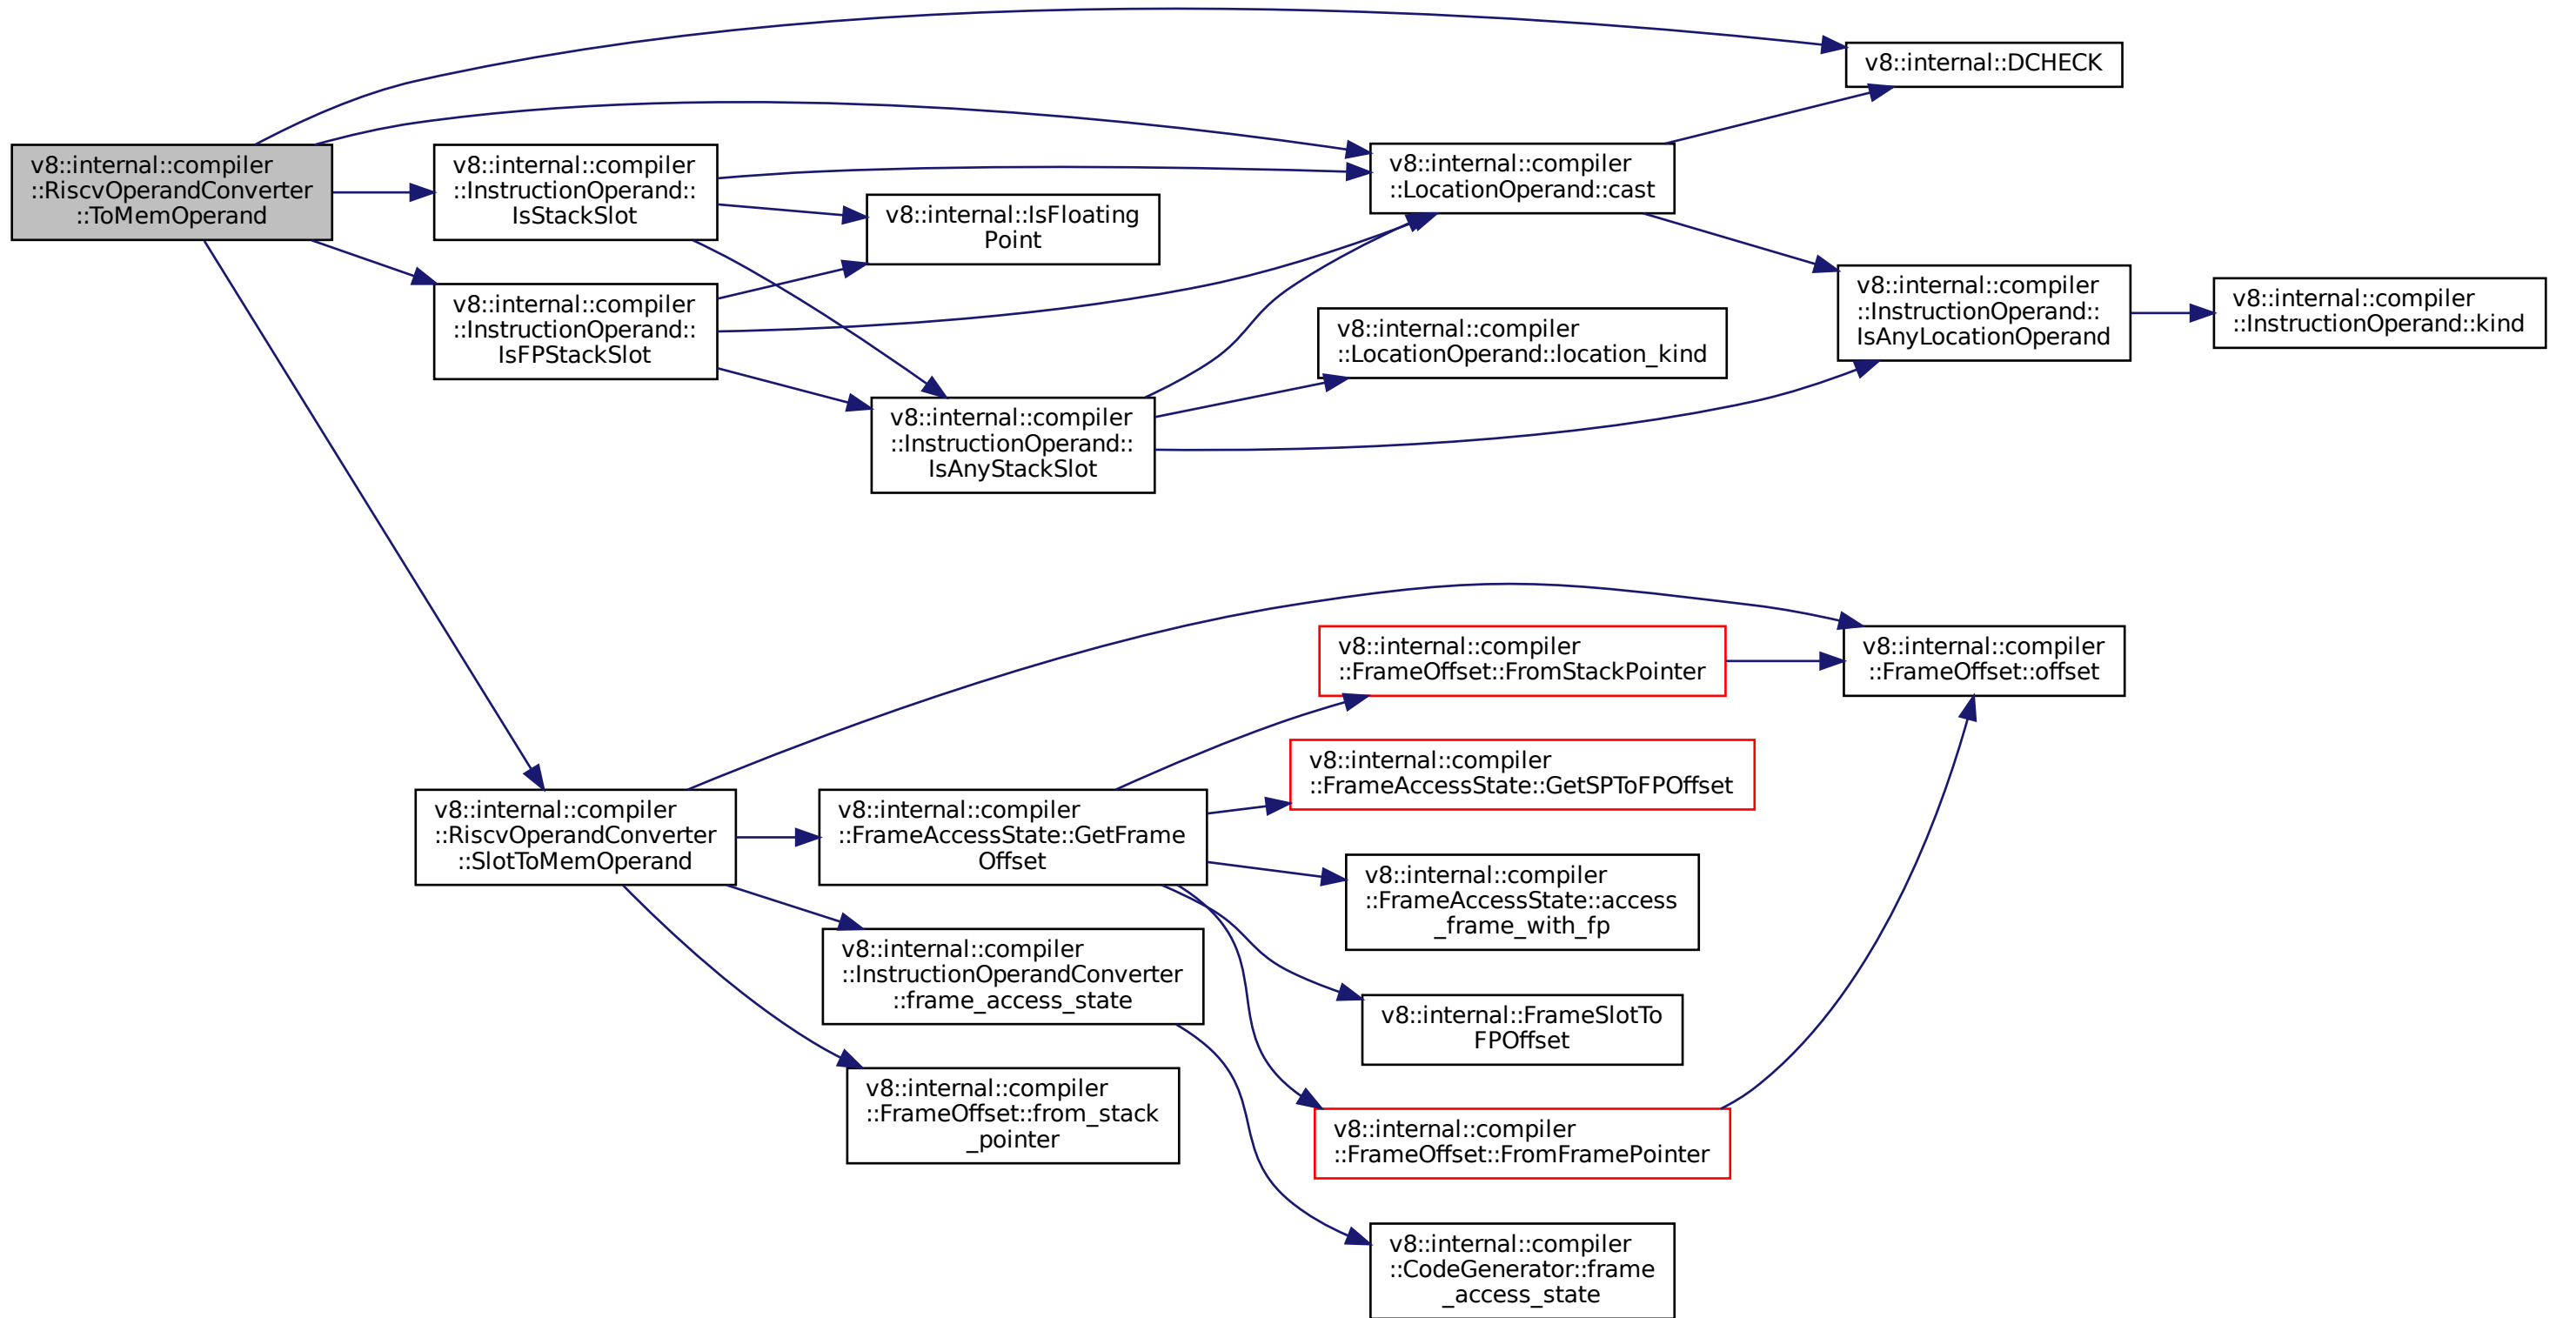 v8::internal::DCHECK
v8::internal::compiler
::RiscvOperandConverter
::ToMemOperand
v8::internal::compiler
::InstructionOperand::
IsStackSlot
v8::internal::compiler
::LocationOperand::cast
v8::internal::IsFloating
Point
v8::internal::compiler
::InstructionOperand::
IsFPStackSlot
v8::internal::compiler
::InstructionOperand::
IsAnyLocationOperand
v8::internal::compiler
::InstructionOperand::kind
v8::internal::compiler
::LocationOperand::location_kind
v8::internal::compiler
::InstructionOperand::
IsAnyStackSlot
v8::internal::compiler
::FrameOffset::FromStackPointer
v8::internal::compiler
::FrameOffset::offset
v8::internal::compiler
::FrameAccessState::GetSPToFPOffset
v8::internal::compiler
::RiscvOperandConverter
::SlotToMemOperand
v8::internal::compiler
::FrameAccessState::GetFrame
Offset
v8::internal::compiler
::FrameAccessState::access
_frame_with_fp
v8::internal::compiler
::InstructionOperandConverter
::frame_access_state
v8::internal::FrameSlotTo
FPOffset
v8::internal::compiler
::FrameOffset::from_stack
_pointer
v8::internal::compiler
::FrameOffset::FromFramePointer
v8::internal::compiler
::CodeGenerator::frame
_access_state